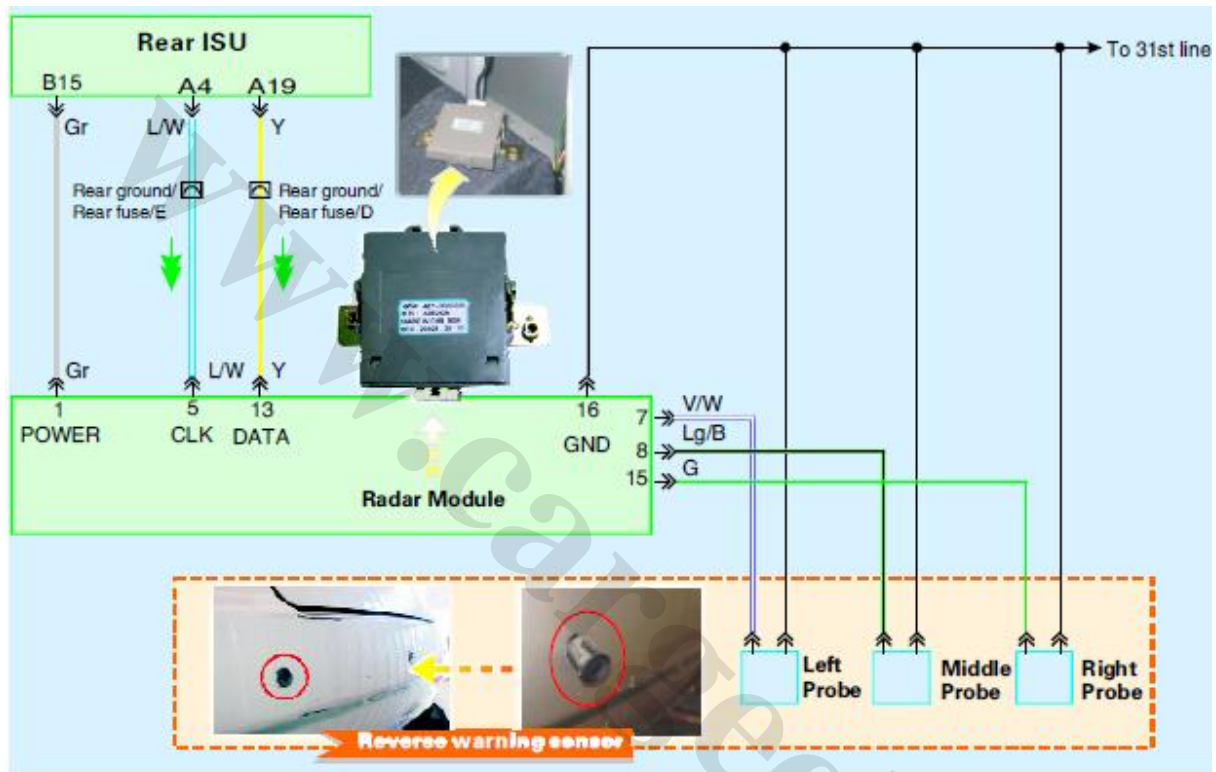 Rear ISU
B15 A4 A19
Gr L/W Y
Rear ground/
Rear fuse/E
Rear ground/
Rear fuse/D
To 31st line
Gr L/W Y
1 5 13 16
POWER CLK DATA GND
7 V/W
8 Lg/B
15 G
Radar Module
Left
Probe
Middle
Probe
Right
Probe
Reverse warning sensor